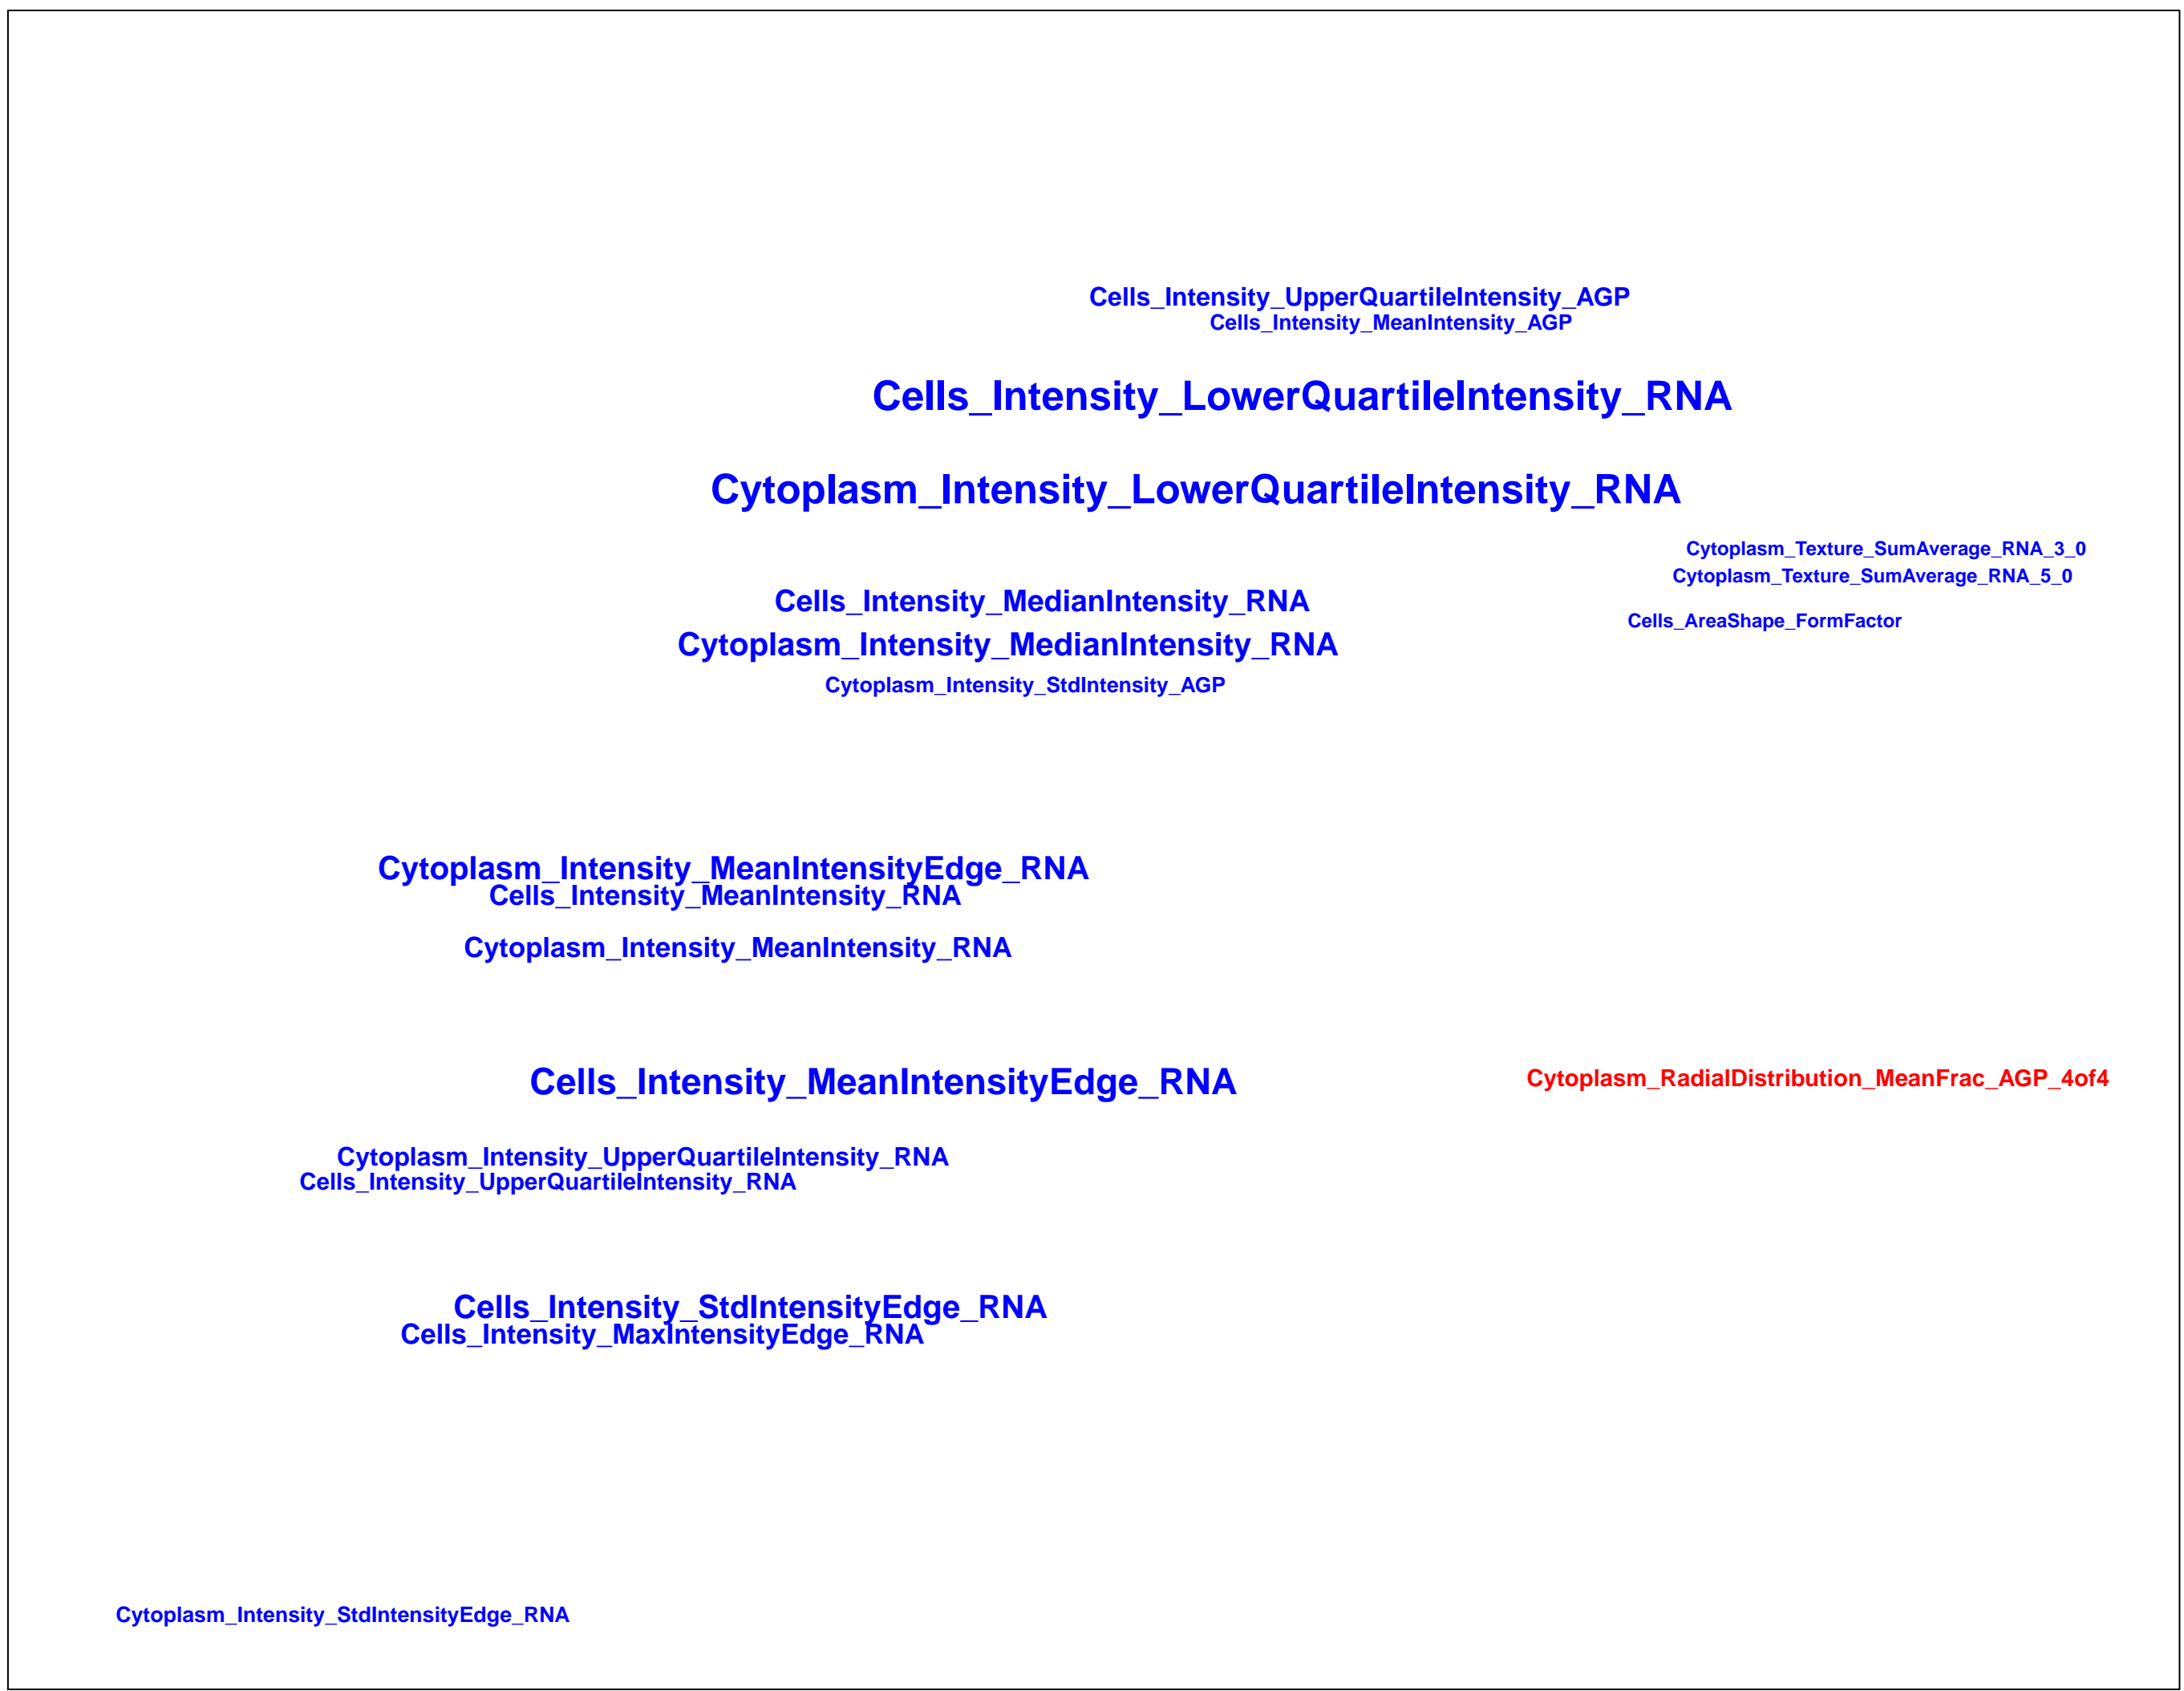 Cells_Intensity_UpperQuartileIntensity_AGP
Cells_Intensity_MeanIntensity_AGP
Cells_Intensity_LowerQuartileIntensity_RNA
Cytoplasm_Intensity_LowerQuartileIntensity_RNA
Cytoplasm_Texture_SumAverage_RNA_3_0
Cytoplasm_Texture_SumAverage_RNA_5_0
Cells_Intensity_MedianIntensity_RNA
Cells_AreaShape_FormFactor
Cytoplasm_Intensity_MedianIntensity_RNA
Cytoplasm_Intensity_StdIntensity_AGP
Cytoplasm_Intensity_MeanIntensityEdge_RNA
Cells_Intensity_MeanIntensity_RNA
Cytoplasm_Intensity_MeanIntensity_RNA
Cells_Intensity_MeanIntensityEdge_RNA
Cytoplasm_RadialDistribution_MeanFrac_AGP_4of4
Cytoplasm_Intensity_UpperQuartileIntensity_RNA
Cells_Intensity_UpperQuartileIntensity_RNA
Cells_Intensity_StdIntensityEdge_RNA
Cells_Intensity_MaxIntensityEdge_RNA
Cytoplasm_Intensity_StdIntensityEdge_RNA